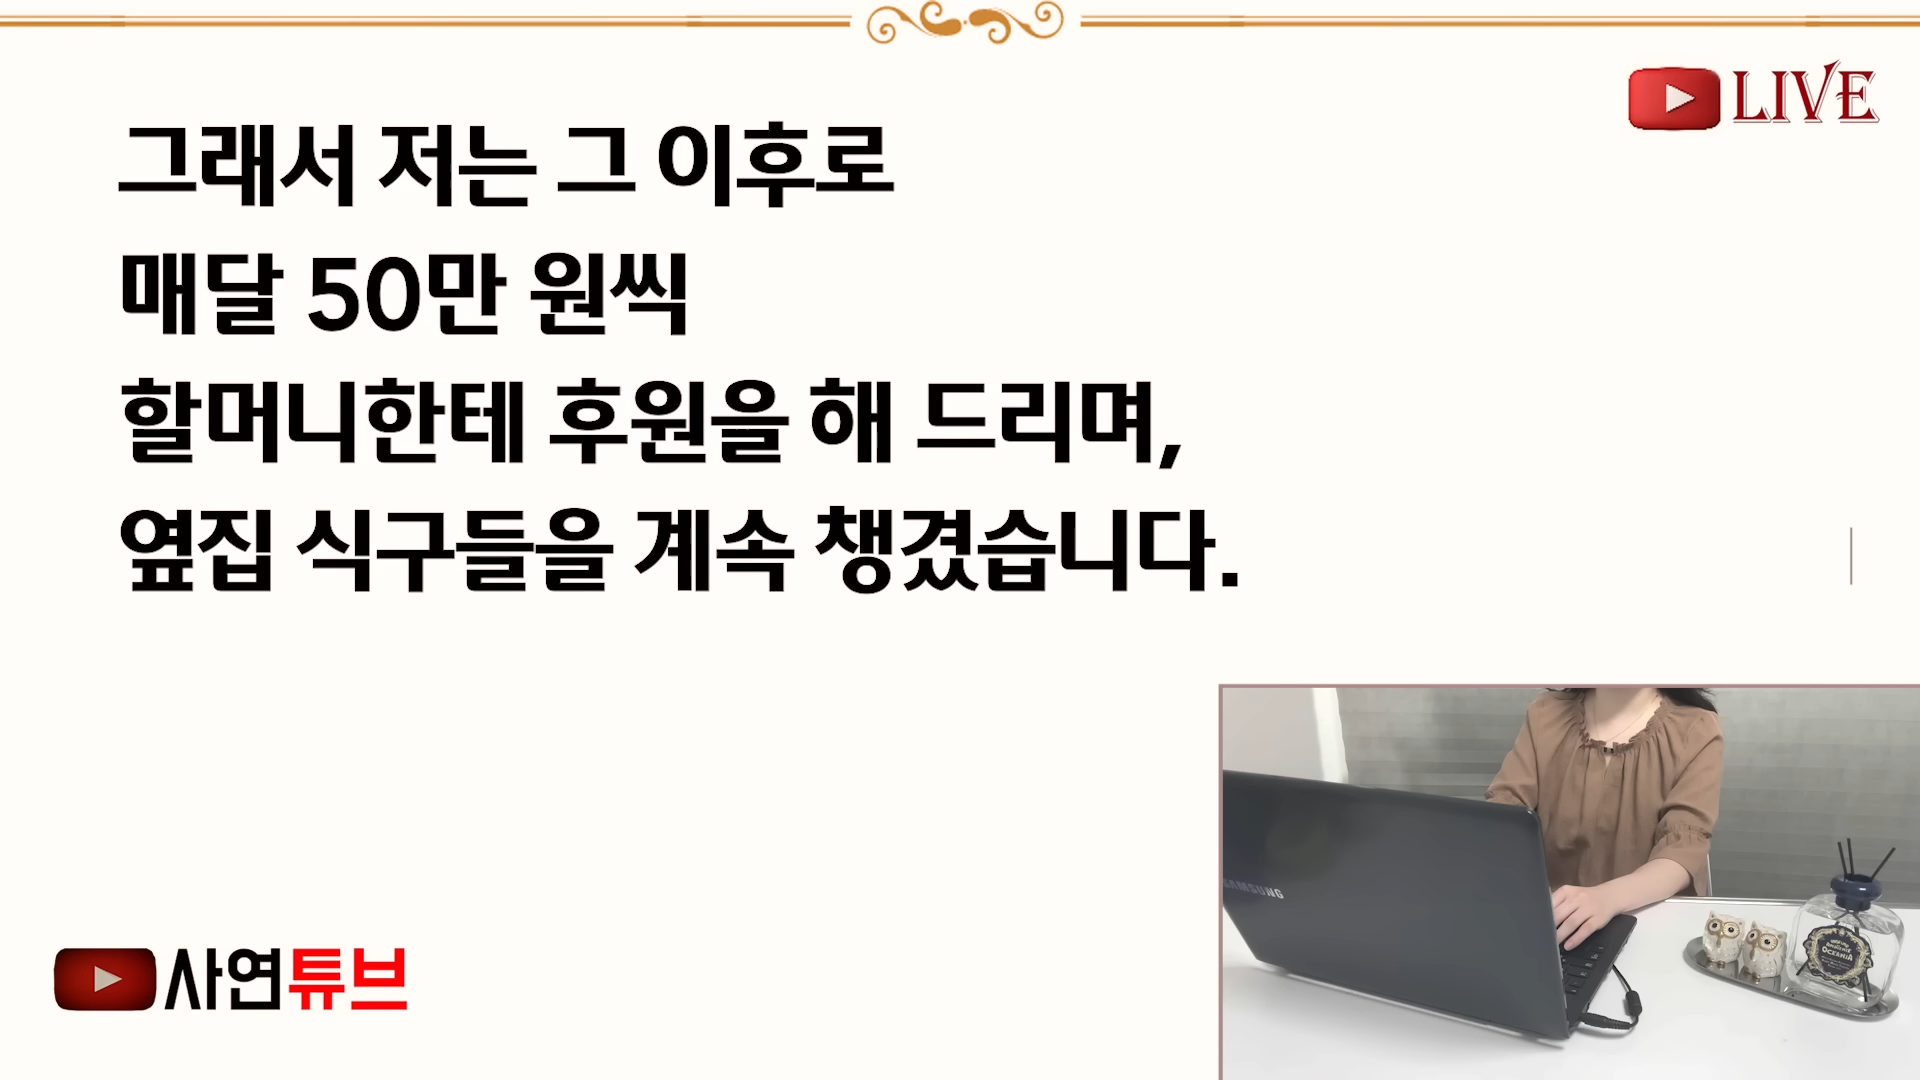 LIVE
그래서 저는 그 이후로
매달 50만 원씩
할머니한테 후원을 해 드리며,
옆집 식구들을 계속 챙겼습니다.
SAMSUNG
OCEANIA
사연튜브